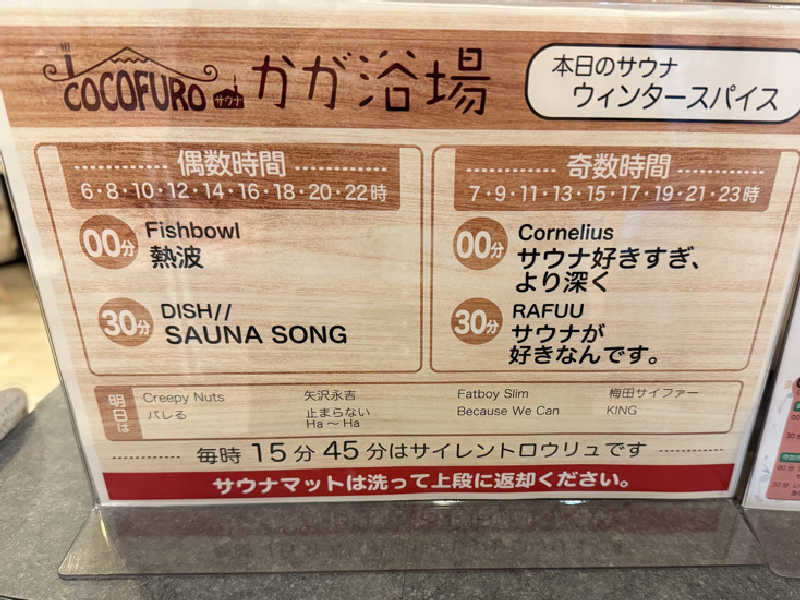 COCOFURO サウナ かが浴場
本日のサウナ
ウィンタースパイス
偶数時間
6・8・10・12・14・16・18・20・22時
00分 Fishbowl
熱波
30分 DISH//
SAUNA SONG
奇数時間
7・9・11・13・15・17・19・21・23時
00分 Cornelius
サウナ好きすぎ、
より深く
30分 RAFUU
サウナが
好きなんです。
明日は
Creepy Nuts
バレる
矢沢永吉
止まらない
Ha〜Ha
Fatboy Slim
Because We Can
梅田サイファー
KING
毎時 15分 45分はサイレントロウリュです
サウナマットは洗って上段に返却ください。